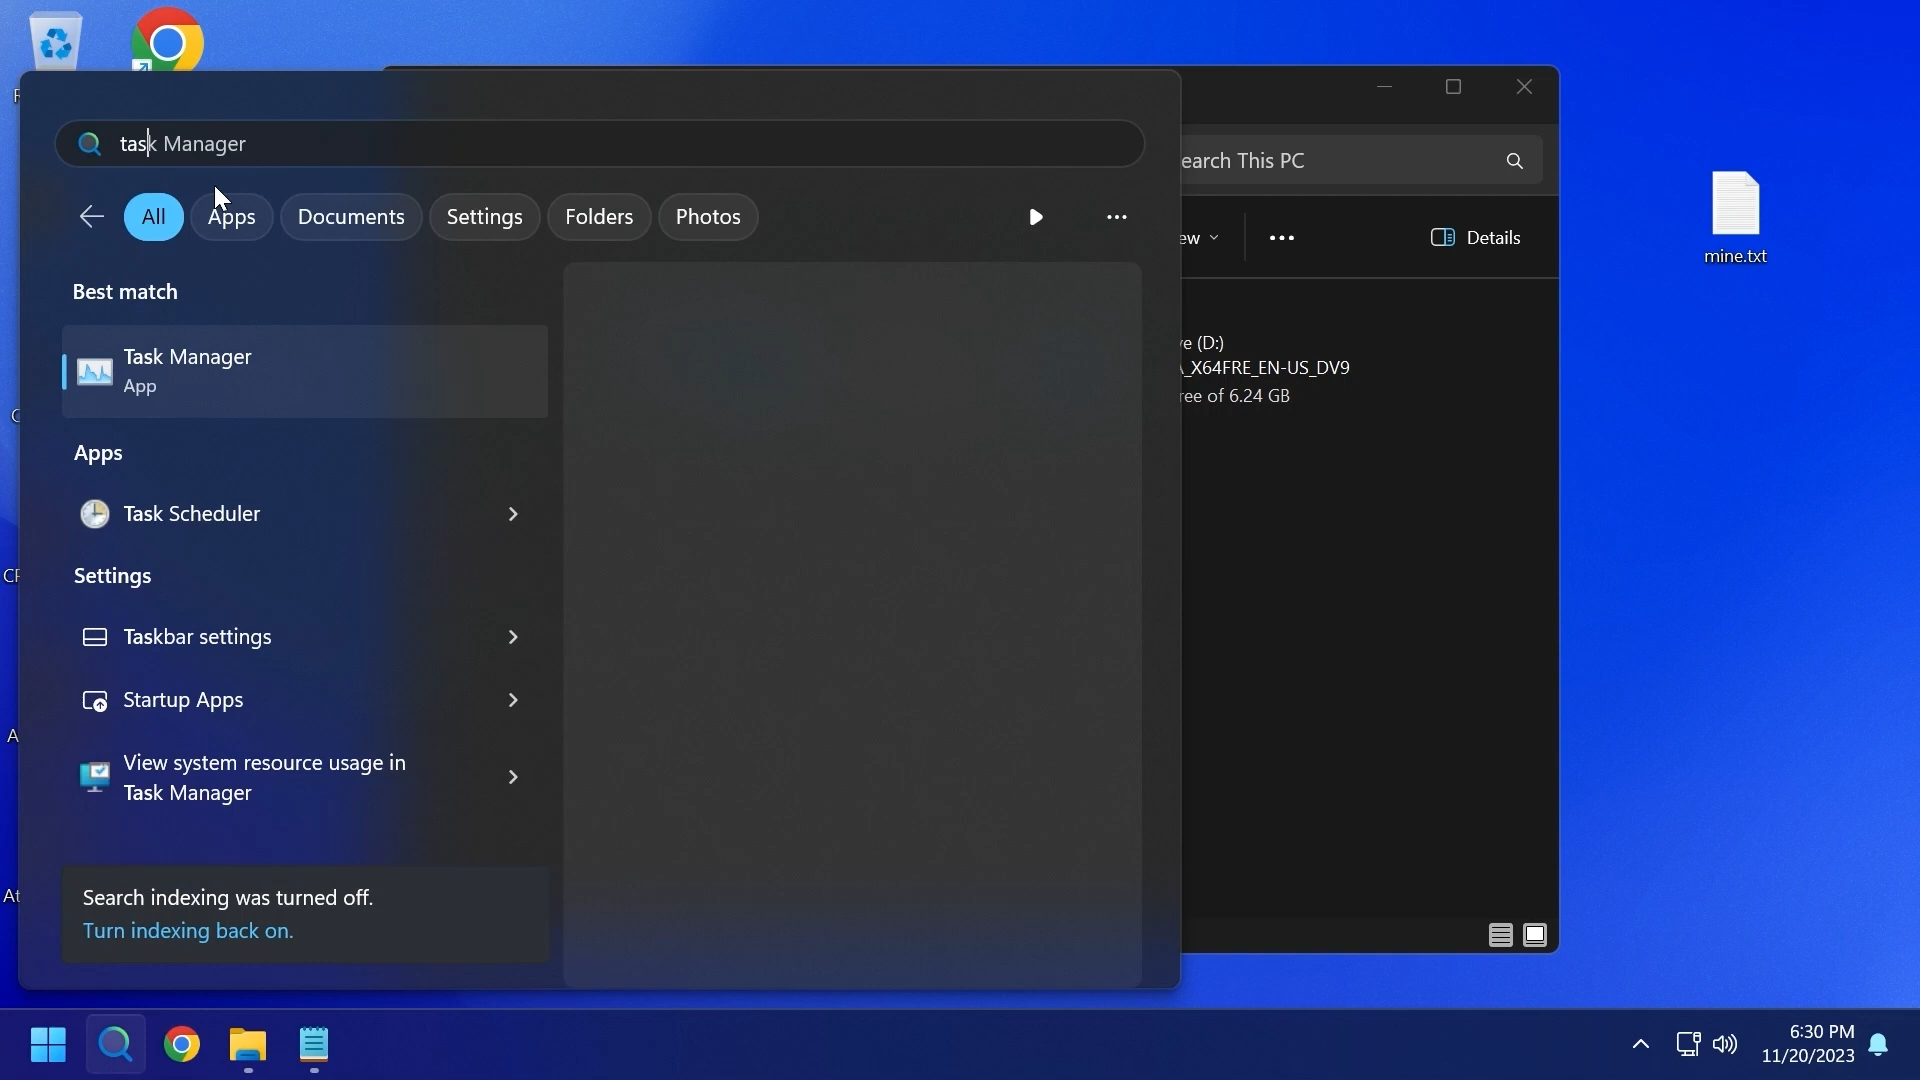 task Manager
earch This PC
All
Apps
Documents
Settings
Folders
Photos
ew
Details
mine.txt
Best match
Task Manager
App
ve (D:)
_X64FRE_EN-US_DV9
ree of 6.24 GB
Apps
Task Scheduler
Settings
Taskbar settings
Startup Apps
View system resource usage in
Task Manager
Search indexing was turned off.
Turn indexing back on.
C
CP
A
At
6:30 PM
11/20/2023